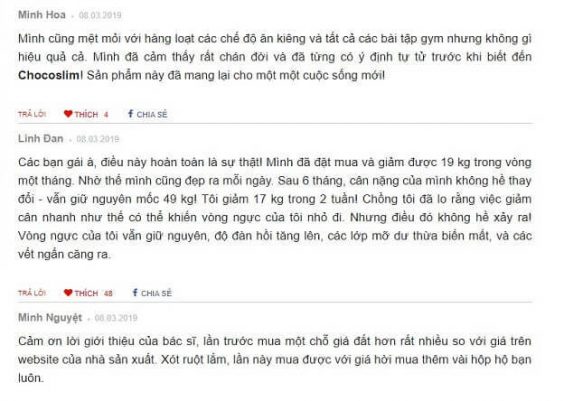 Minh Hoa - 08.03.2019
Mình cũng mệt mỏi với hàng loạt các chế độ ăn kiêng và tất cả các bài tập gym nhưng không gì
hiệu quả cả. Mình đã cảm thấy rất chán đời và đã từng có ý định tự tử trước khi biết đến
Chocoslim! Sản phẩm này đã mang lại cho một một cuộc sống mới!
TRẢ LỜI THÍCH 4 CHIA SẺ
Linh Đan - 08.03.2019
Các bạn gái à, điều này hoàn toàn là sự thật! Mình đã đặt mua và giảm được 19 kg trong vòng
một tháng. Nhờ thế mình cũng đẹp ra mỗi ngày. Sau 6 tháng, cân nặng của mình không hề thay
đổi - vẫn giữ nguyên mốc 49 kg! Tôi giảm 17 kg trong 2 tuần! Chồng tôi đã lo rằng việc giảm
cân nhanh như thế có thể khiến vòng ngực của tôi nhỏ đi. Nhưng điều đó không hề xảy ra!
Vòng ngực của tôi vẫn giữ nguyên, độ đàn hồi tăng lên, các lớp mỡ dư thừa biến mất, và các
vết ngấn căng ra.
TRẢ LỜI THÍCH 48 CHIA SẺ
Minh Nguyệt - 08.03.2019
Cảm ơn lời giới thiệu của bác sĩ, lần trước mua một chỗ giá đắt hơn rất nhiều so với giá trên
website của nhà sản xuất. Xót ruột lắm, lần này mua được với giá hời mua thêm vài hộp hộ bạn
luôn.